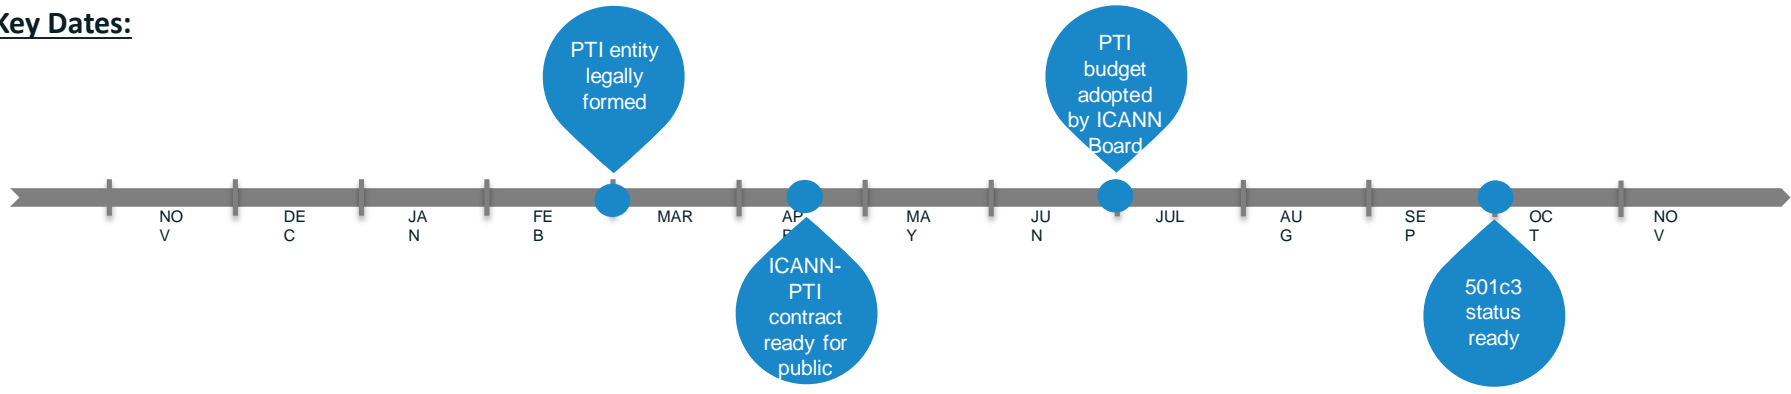 Key Dates:
PTI entity
legally
formed
PTI
budget
adopted
by ICANN
Board
NO
V
DE
C
JA
N
FE
B
MAR
AP
MA
Y
JU
N
JUL
AU
G
SE
P
OC
T
NO
V
ICANN-
PTI
contract
ready for
public
501c3
status
ready